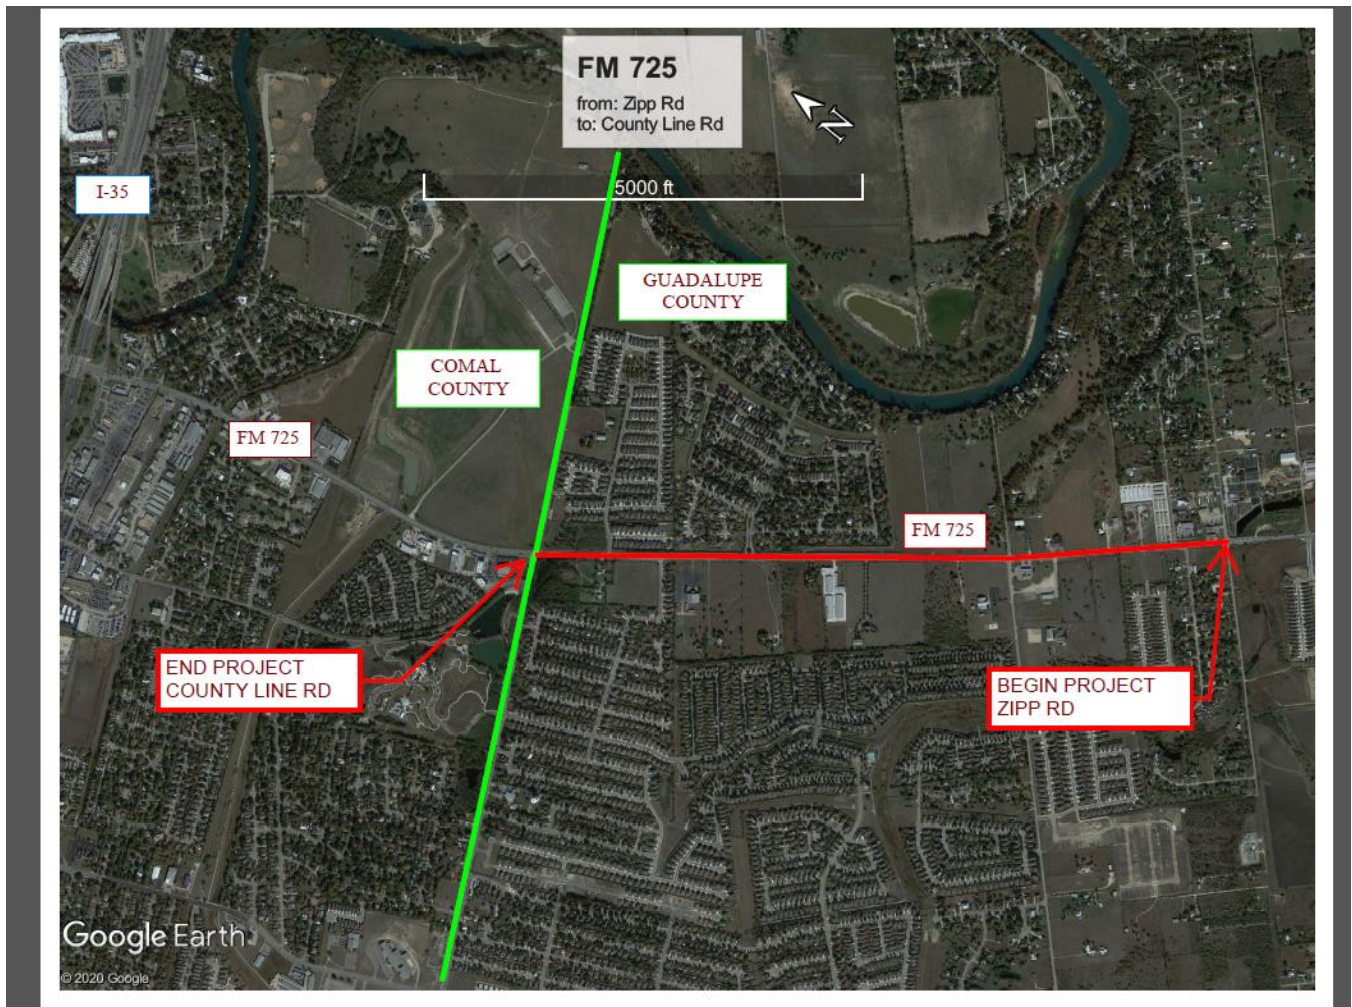 FM 725
from: Zipp Rd
to: County Line Rd
N
5000 ft
I-35
GUADALUPE
COUNTY
COMAL
COUNTY
FM 725
FM 725
END PROJECT
COUNTY LINE RD
BEGIN PROJECT
ZIPP RD
Google Earth
© 2020 Google